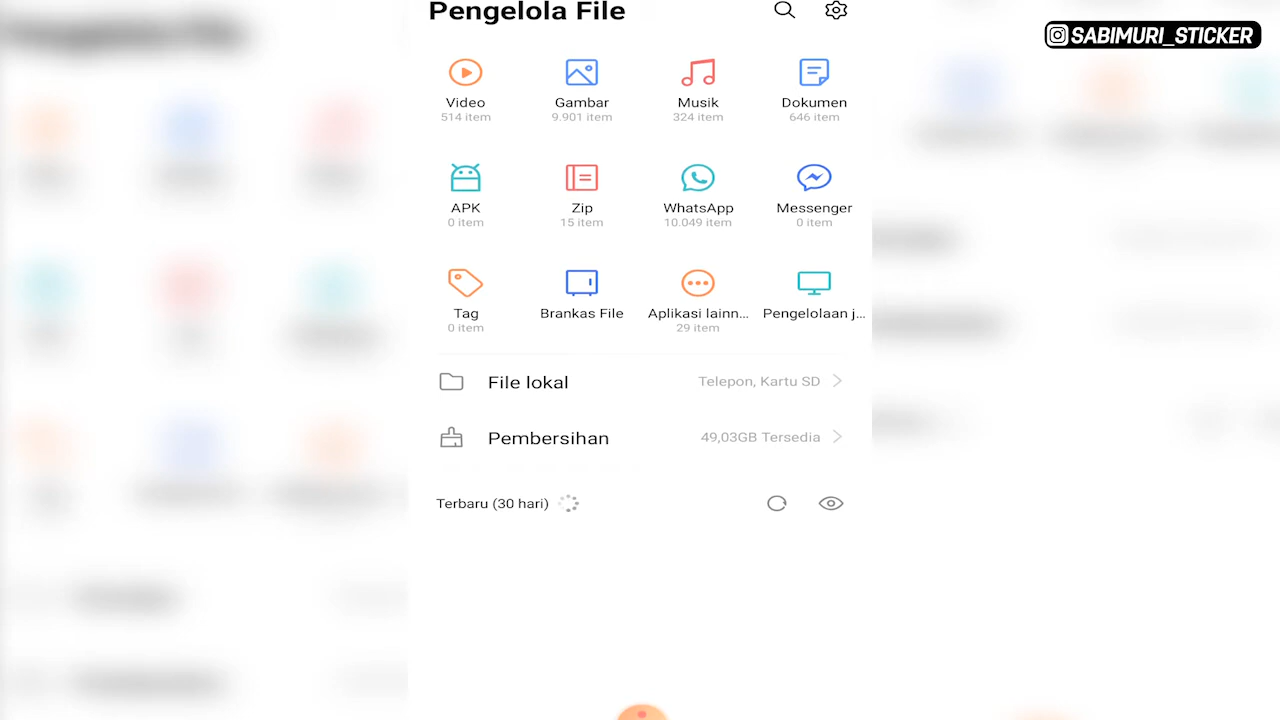 Pengelola File
SABIMURI_STICKER
Video
514 item
Gambar
9.901 item
Musik
324 item
Dokumen
646 item
APK
0 item
Zip
15 item
WhatsApp
10.049 item
Messenger
0 item
Tag
0 item
Brankas File
Aplikasi lainn...
29 item
Pengelolaan j...
File lokal
Telepon, Kartu SD
Pembersihan
49,03GB Tersedia
Terbaru (30 hari)